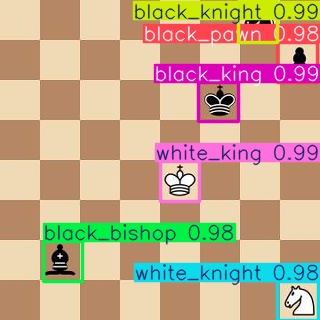 black_knight 0.99
black_pawn 0.98
black_king 0.99
white_king 0.99
black_bishop 0.98
white_knight 0.98